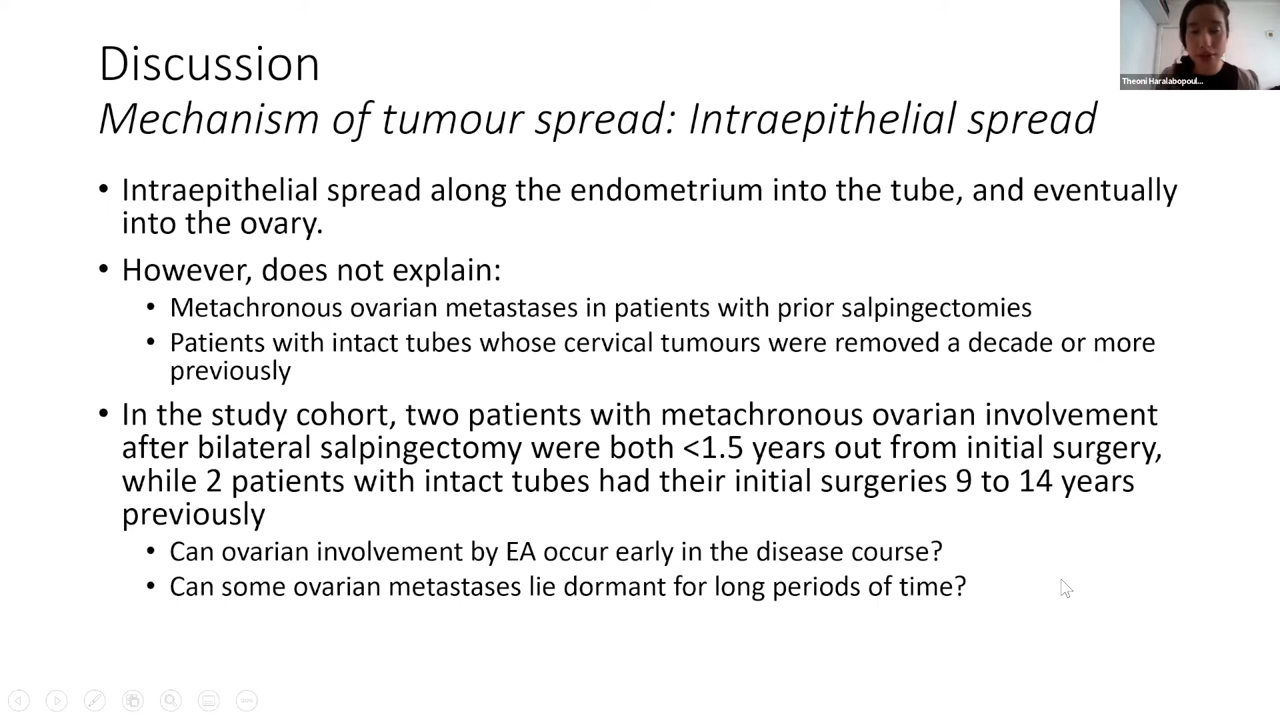 Discussion
Theoni Haralabopoul...
Mechanism of tumour spread: Intraepithelial spread
• Intraepithelial spread along the endometrium into the tube, and eventually
into the ovary.
• However, does not explain:
• Metachronous ovarian metastases in patients with prior salpingectomies
• Patients with intact tubes whose cervical tumours were removed a decade or more
previously
• In the study cohort, two patients with metachronous ovarian involvement
after bilateral salpingectomy were both <1.5 years out from initial surgery,
while 2 patients with intact tubes had their initial surgeries 9 to 14 years
previously
• Can ovarian involvement by EA occur early in the disease course?
• Can some ovarian metastases lie dormant for long periods of time?